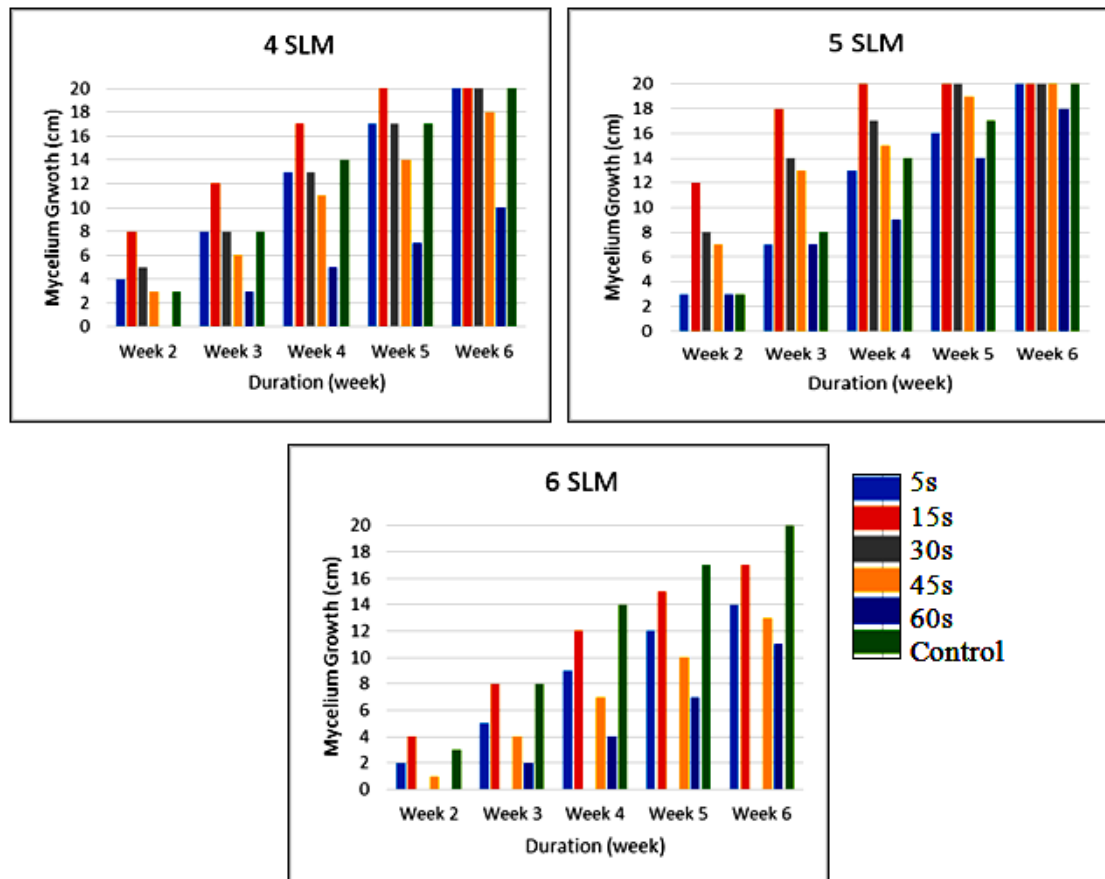 4 SLM
20
18
16
14
12
10
8
6
4
2
0
Mycelium Grwoth (cm)
Week 2 Week 3 Week 4 Week 5 Week 6
Duration (week)
5 SLM
20
18
16
14
12
10
8
6
4
2
0
Mycelium Growth (cm)
Week 2 Week 3 Week 4 Week 5 Week 6
Duration (week)
6 SLM
20
18
16
14
12
10
8
6
4
2
0
Mycelium Growth (cm)
Week 2 Week 3 Week 4 Week 5 Week 6
Duration (week)
5s
15s
30s
45s
60s
Control